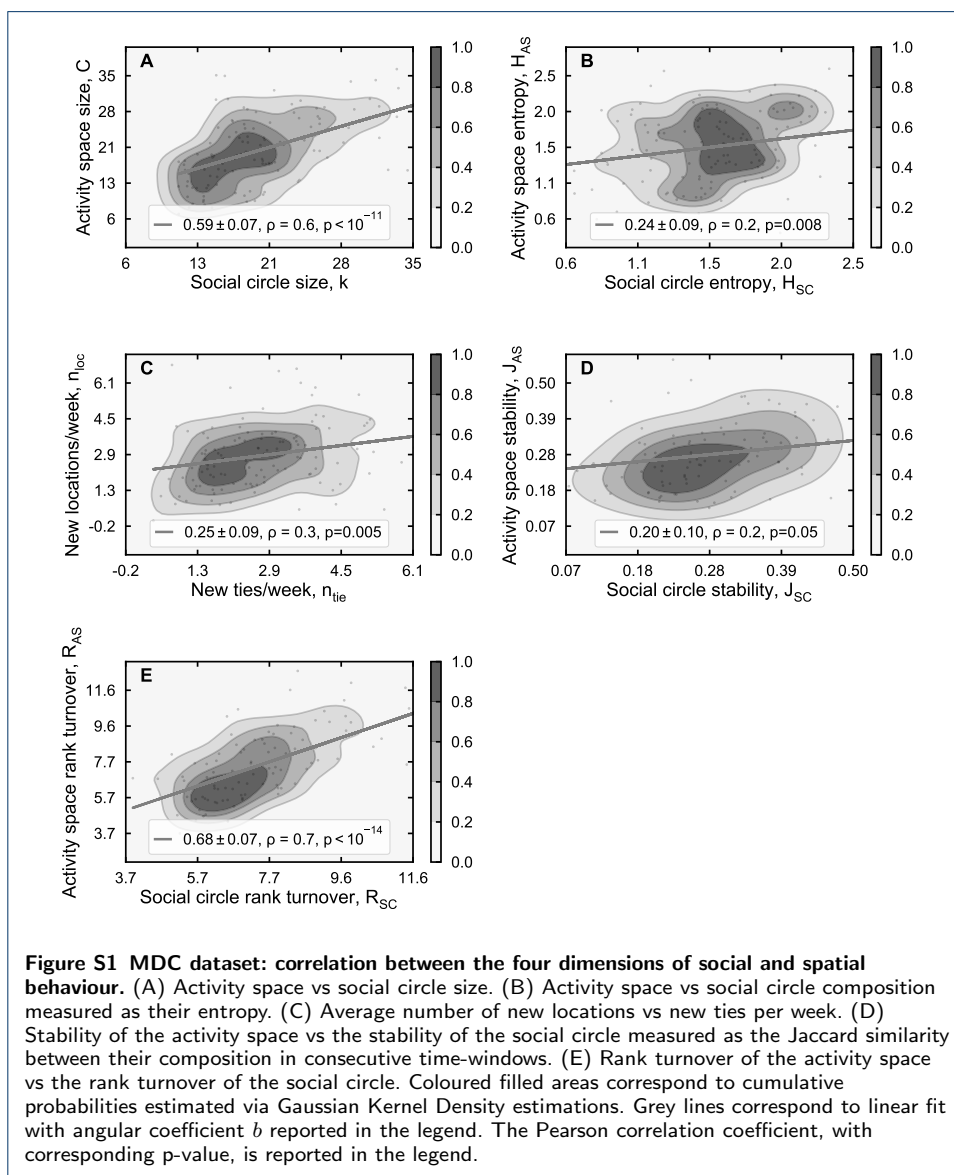 A
Activity space size, C
35
28
21
13
6
6 13 21 28 35
Social circle size, k
0.59 ± 0.07, ρ = 0.6, p < 10⁻¹¹
1.0
0.8
0.6
0.4
0.2
0.0
B
Activity space entropy, H_AS
2.5
2.0
1.5
1.1
0.6
0.6 1.1 1.5 2.0 2.5
Social circle entropy, H_SC
0.24 ± 0.09, ρ = 0.2, p=0.008
1.0
0.8
0.6
0.4
0.2
0.0
C
New locations/week, n_loc
6.1
4.5
2.9
1.3
-0.2
-0.2 1.3 2.9 4.5 6.1
New ties/week, n_tie
0.25 ± 0.09, ρ = 0.3, p=0.005
1.0
0.8
0.6
0.4
0.2
0.0
D
Activity space stability, J_AS
0.50
0.39
0.28
0.18
0.07
0.07 0.18 0.28 0.39 0.50
Social circle stability, J_SC
0.20 ± 0.10, ρ = 0.2, p=0.05
1.0
0.8
0.6
0.4
0.2
0.0
E
Activity space rank turnover, R_AS
11.6
9.6
7.7
5.7
3.7
3.7 5.7 7.7 9.6 11.6
Social circle rank turnover, R_SC
0.68 ± 0.07, ρ = 0.7, p < 10⁻¹⁴
1.0
0.8
0.6
0.4
0.2
0.0
Figure S1 MDC dataset: correlation between the four dimensions of social and spatial
behaviour. (A) Activity space vs social circle size. (B) Activity space vs social circle composition
measured as their entropy. (C) Average number of new locations vs new ties per week. (D)
Stability of the activity space vs the stability of the social circle measured as the Jaccard similarity
between their composition in consecutive time-windows. (E) Rank turnover of the activity space
vs the rank turnover of the social circle. Coloured filled areas correspond to cumulative
probabilities estimated via Gaussian Kernel Density estimations. Grey lines correspond to linear fit
with angular coefficient b reported in the legend. The Pearson correlation coefficient, with
corresponding p-value, is reported in the legend.